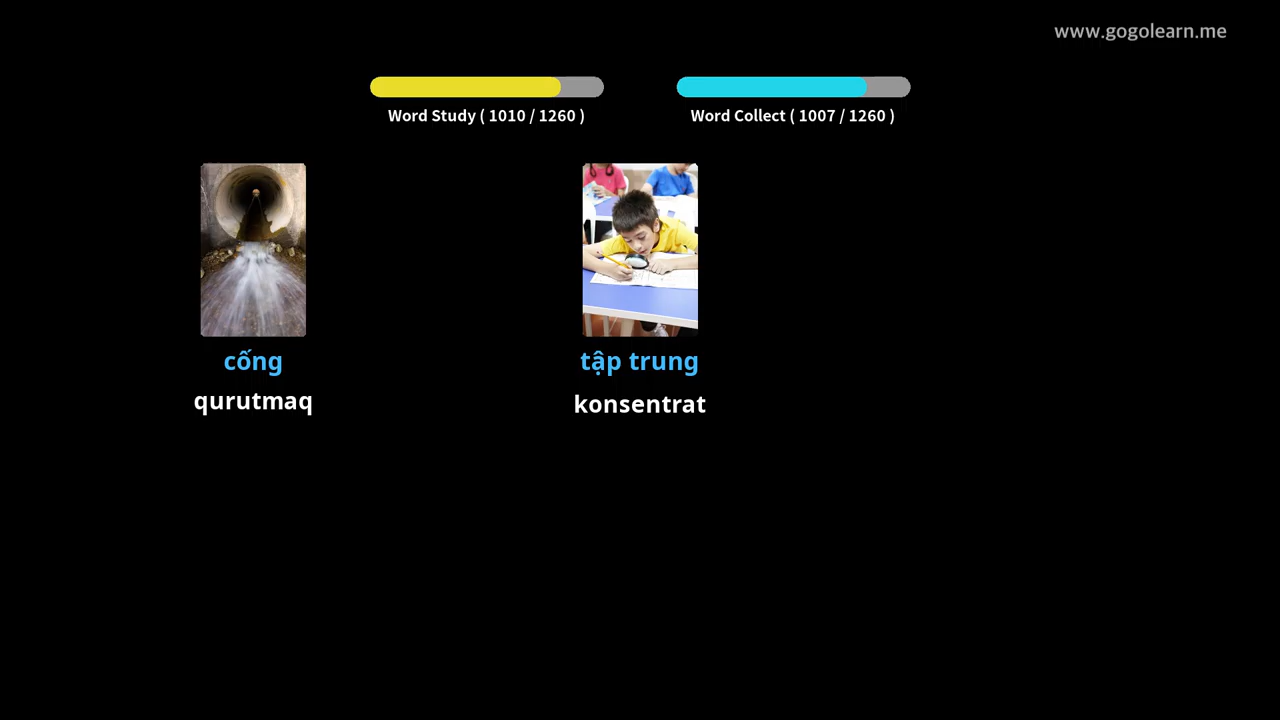 www.gogolearn.me
Word Study ( 1010 / 1260 )
Word Collect ( 1007 / 1260 )
cống
tập trung
qurutmaq
konsentrat